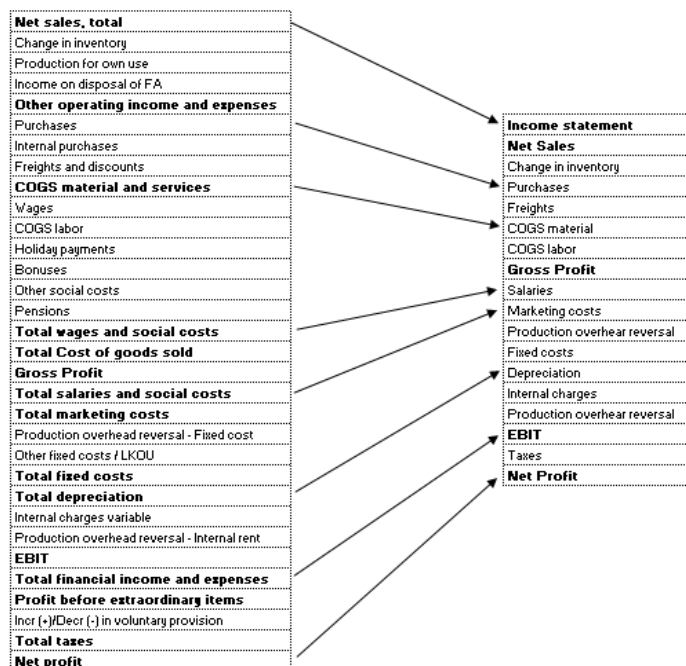 Net sales, total
Change in inventory
Production for own use
Income on disposal of FA
Other operating income and expenses
Purchases
Internal purchases
Freights and discounts
COGS material and services
Wages
COGS labor
Holiday payments
Bonuses
Other social costs
Pensions
Total wages and social costs
Total Cost of goods sold
Gross Profit
Total salaries and social costs
Total marketing costs
Production overhead reversal - Fixed cost
Other fixed costs / LKOU
Total fixed costs
Total depreciation
Internal charges variable
Production overhead reversal - Internal rent
EBIT
Total financial income and expenses
Profit before extraordinary items
Incr (+)/Decr (-) in voluntary provision
Total taxes
Net profit
Income statement
Net Sales
Change in inventory
Purchases
Freights
COGS material
COGS labor
Gross Profit
Salaries
Marketing costs
Production overhear reversal
Fixed costs
Depreciation
Internal charges
Production overhear reversal
EBIT
Taxes
Net Profit